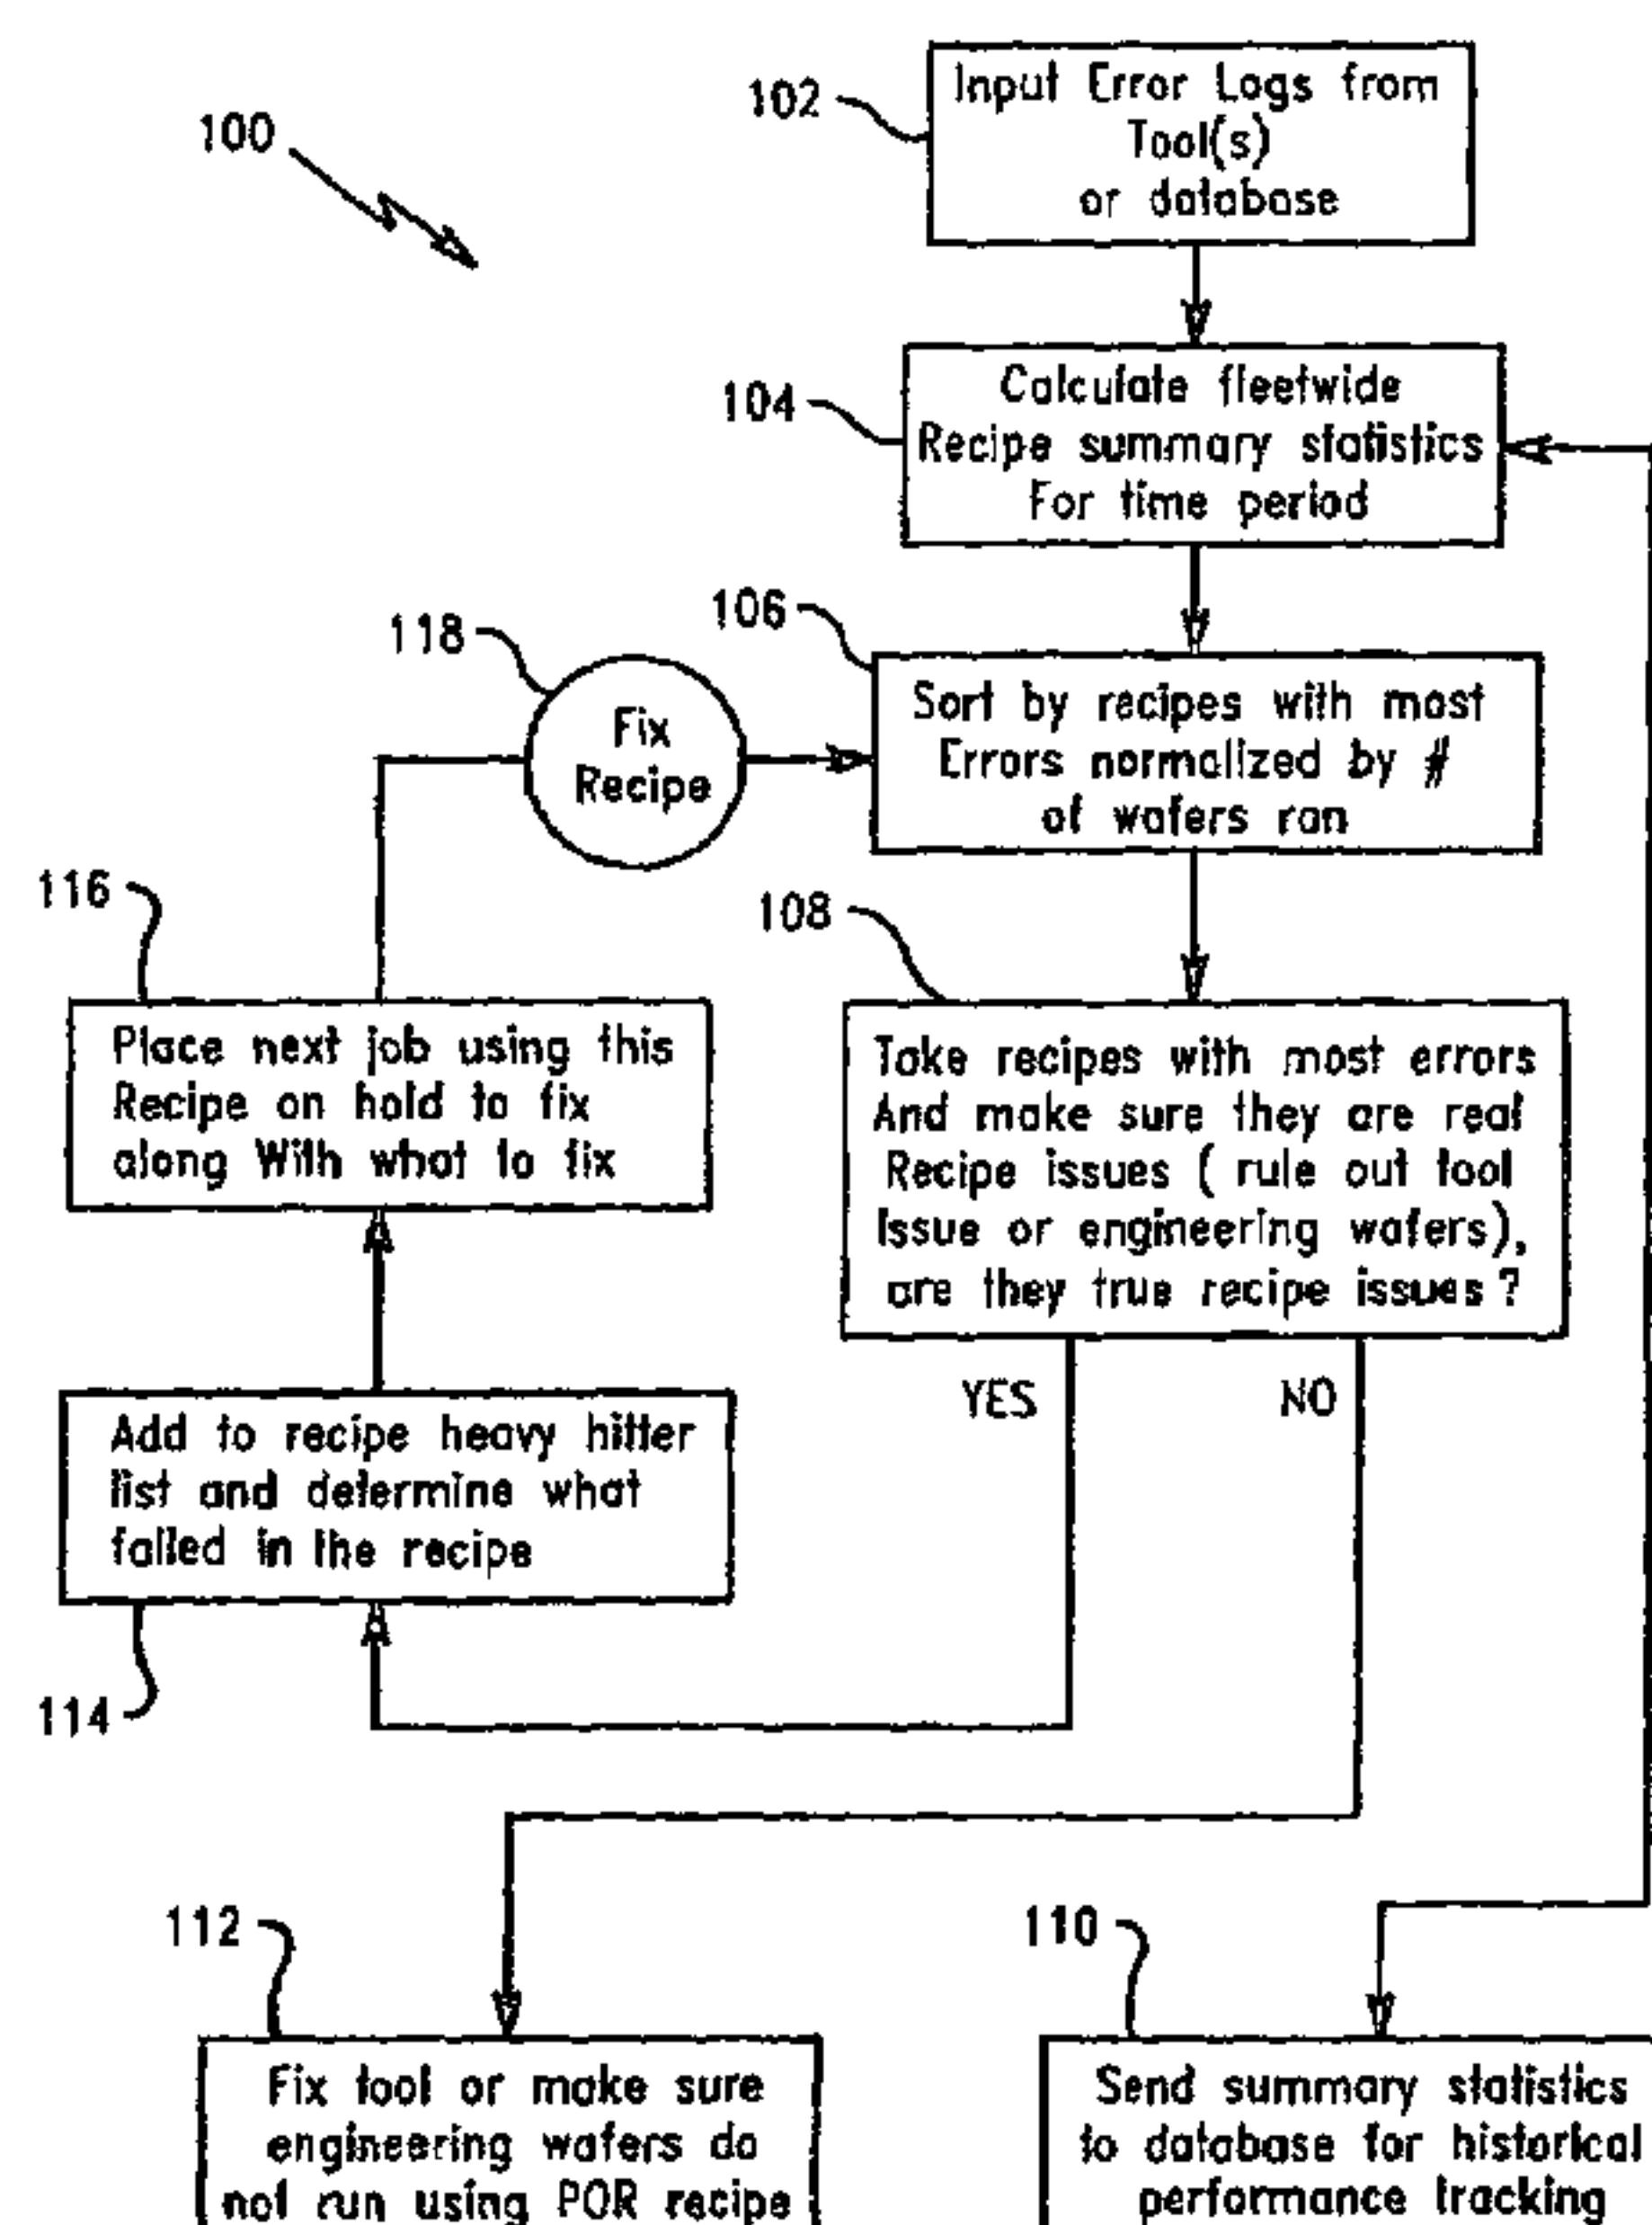 100
102
Input Error Logs from
Tool(s)
or database
104
Calculate fleetwide
Recipe summary statistics
For time period
106
118
Fix
Recipe
Sort by recipes with most
Errors normalized by #
of wafers ran
116
108
Place next job using this
Recipe on hold to fix
along With what to fix
Take recipes with most errors
And make sure they are real
Recipe issues ( rule out tool
Issue or engineering wafers),
are they true recipe issues ?
YES
NO
Add to recipe heavy hitter
list and determine what
failed in the recipe
114
112
110
Fix tool or make sure
engineering wafers do
not run using POR recipe
Send summary statistics
to database for historical
performance tracking